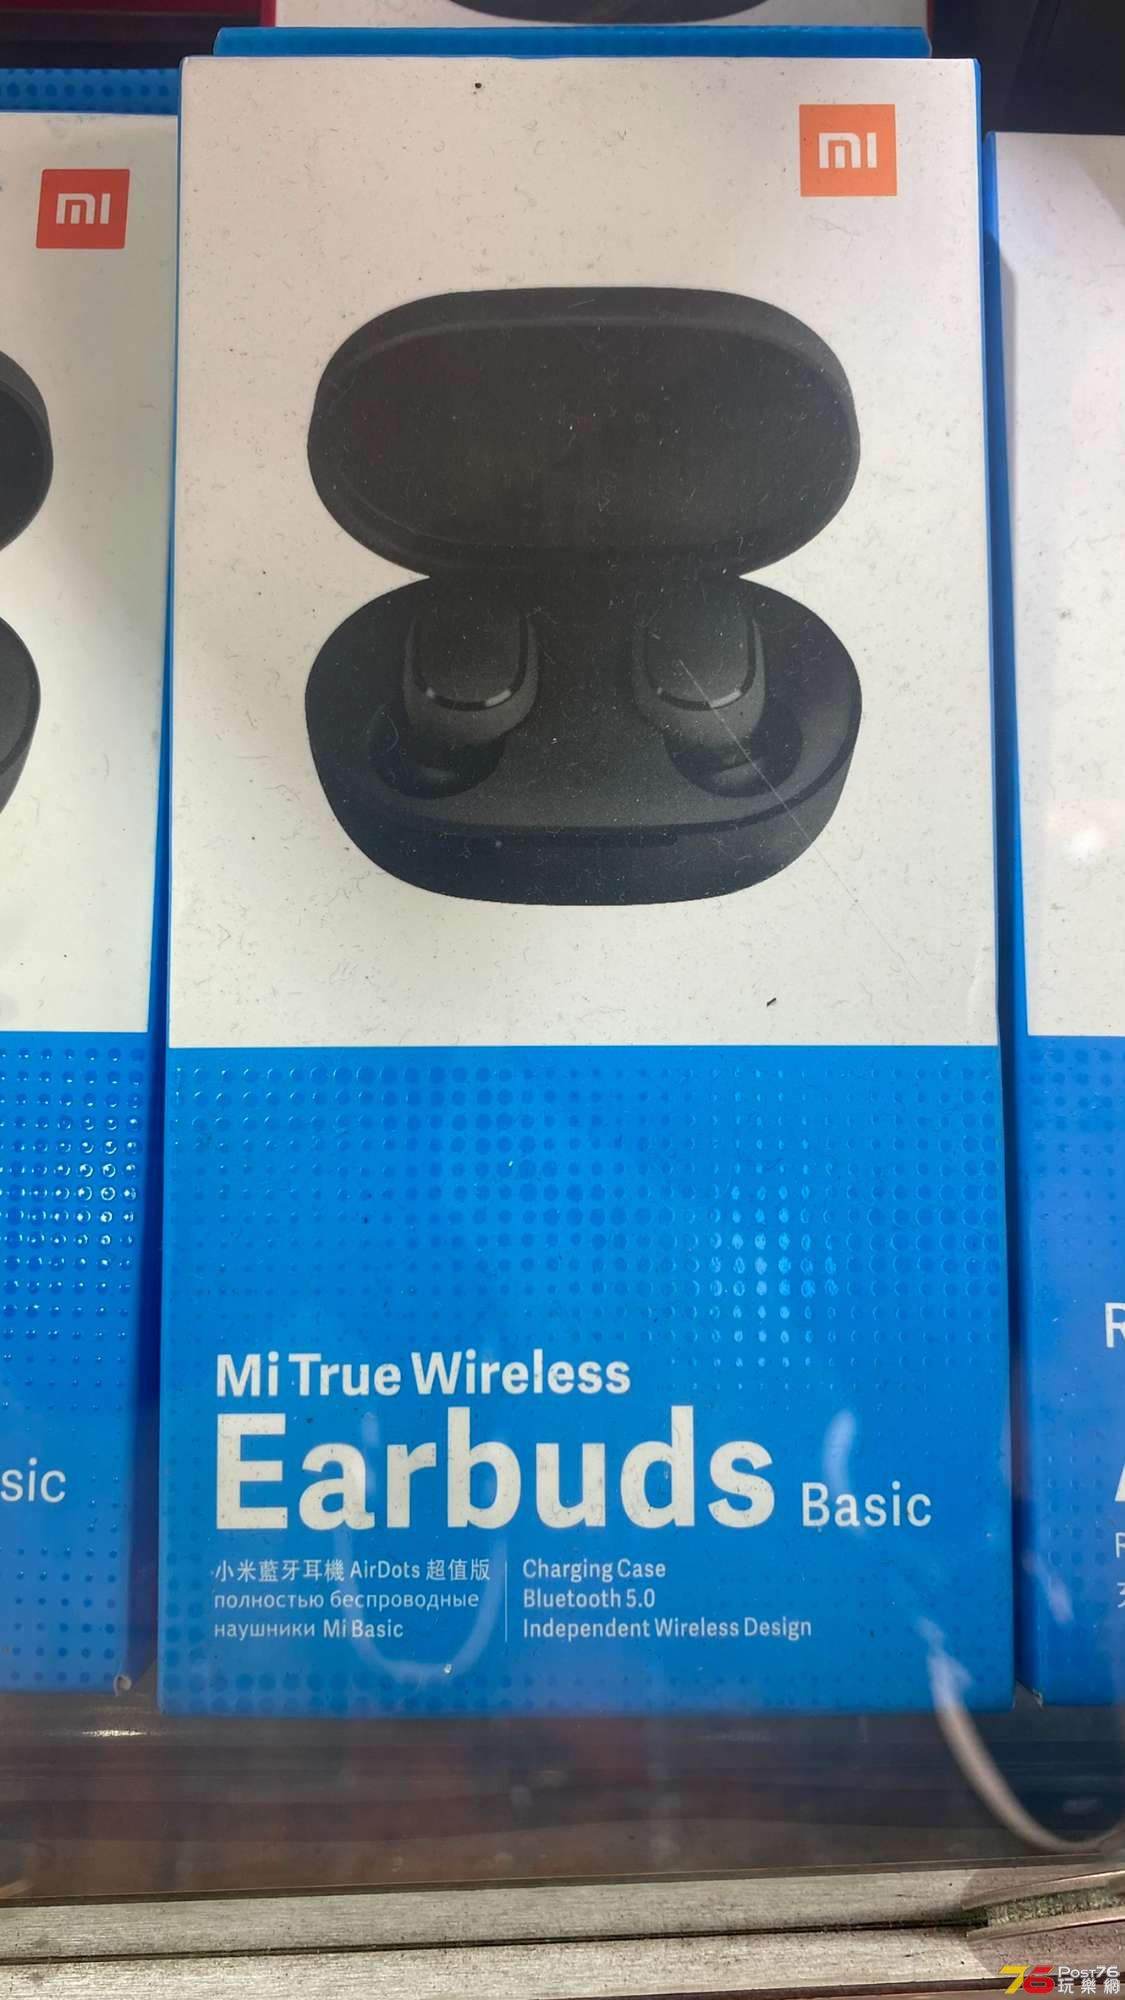 mi
mi
Mi True Wireless
Earbuds Basic
小米藍牙耳機 AirDots 超值版
полностью беспроводные
наушники Mi Basic
Charging Case
Bluetooth 5.0
Independent Wireless Design
sic
R
POST76
玩樂網